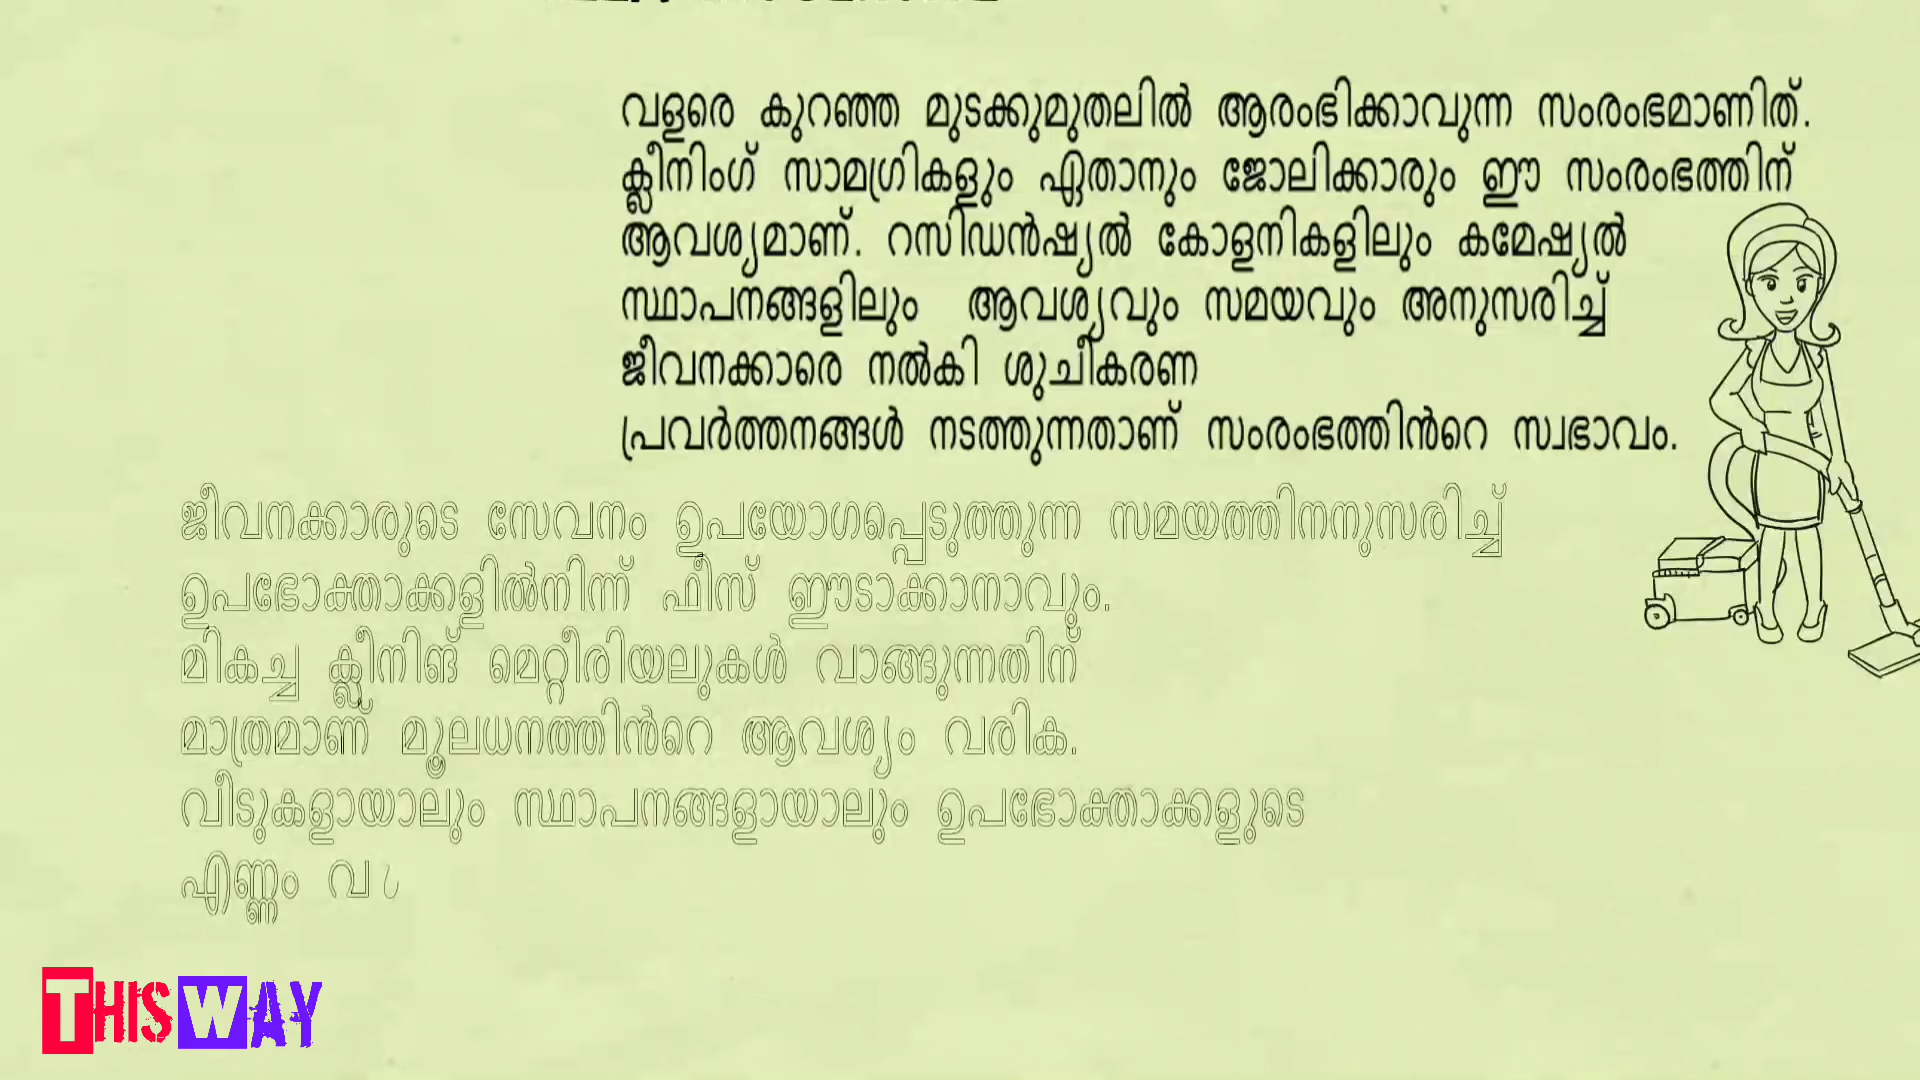 വളരെ കുറഞ്ഞ മുടക്കുമുതലിൽ ആരംഭിക്കാവുന്ന സംരംഭമാണിത്.
ക്ലീനിംഗ് സാമഗ്രികളും ഏതാനും ജോലിക്കാരും ഈ സംരംഭത്തിന്
ആവശ്യമാണ്. റസിഡൻഷ്യൽ കോളനികളിലും കമേഷ്യൽ
സ്ഥാപനങ്ങളിലും ആവശ്യവും സമയവും അനുസരിച്ച്
ജീവനക്കാരെ നൽകി ശുചീകരണ
പ്രവർത്തനങ്ങൾ നടത്തുന്നതാണ് സംരംഭത്തിൻറെ സ്വഭാവം.
ജീവനക്കാരുടെ സേവനം ഉപയോഗപ്പെടുത്തുന്ന സമയത്തിനനുസരിച്ച്
ഉപഭോക്താക്കളിൽനിന്ന് ഫീസ് ഈടാക്കാനാവും.
മികച്ച ക്ലീനിങ് മെറ്റീരിയലുകൾ വാങ്ങുന്നതിന്
മാത്രമാണ് മൂലധനത്തിൻറെ ആവശ്യം വരിക.
വീടുകളായാലും സ്ഥാപനങ്ങളായാലും ഉപഭോക്താക്കളുടെ
എണ്ണം
THIS WAY